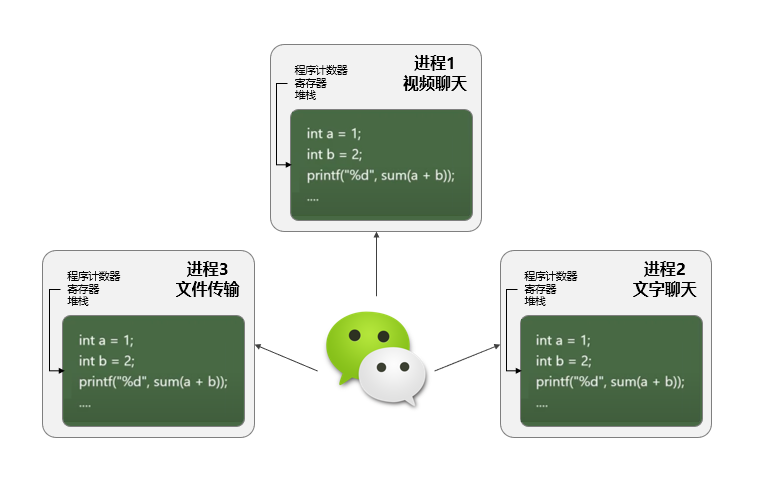 进程1
视频聊天
程序计数器
寄存器
堆栈
int a = 1;
int b = 2;
printf("%d", sum(a + b));
....
进程3
文件传输
程序计数器
寄存器
堆栈
int a = 1;
int b = 2;
printf("%d", sum(a + b));
....
进程2
文字聊天
程序计数器
寄存器
堆栈
int a = 1;
int b = 2;
printf("%d", sum(a + b));
....